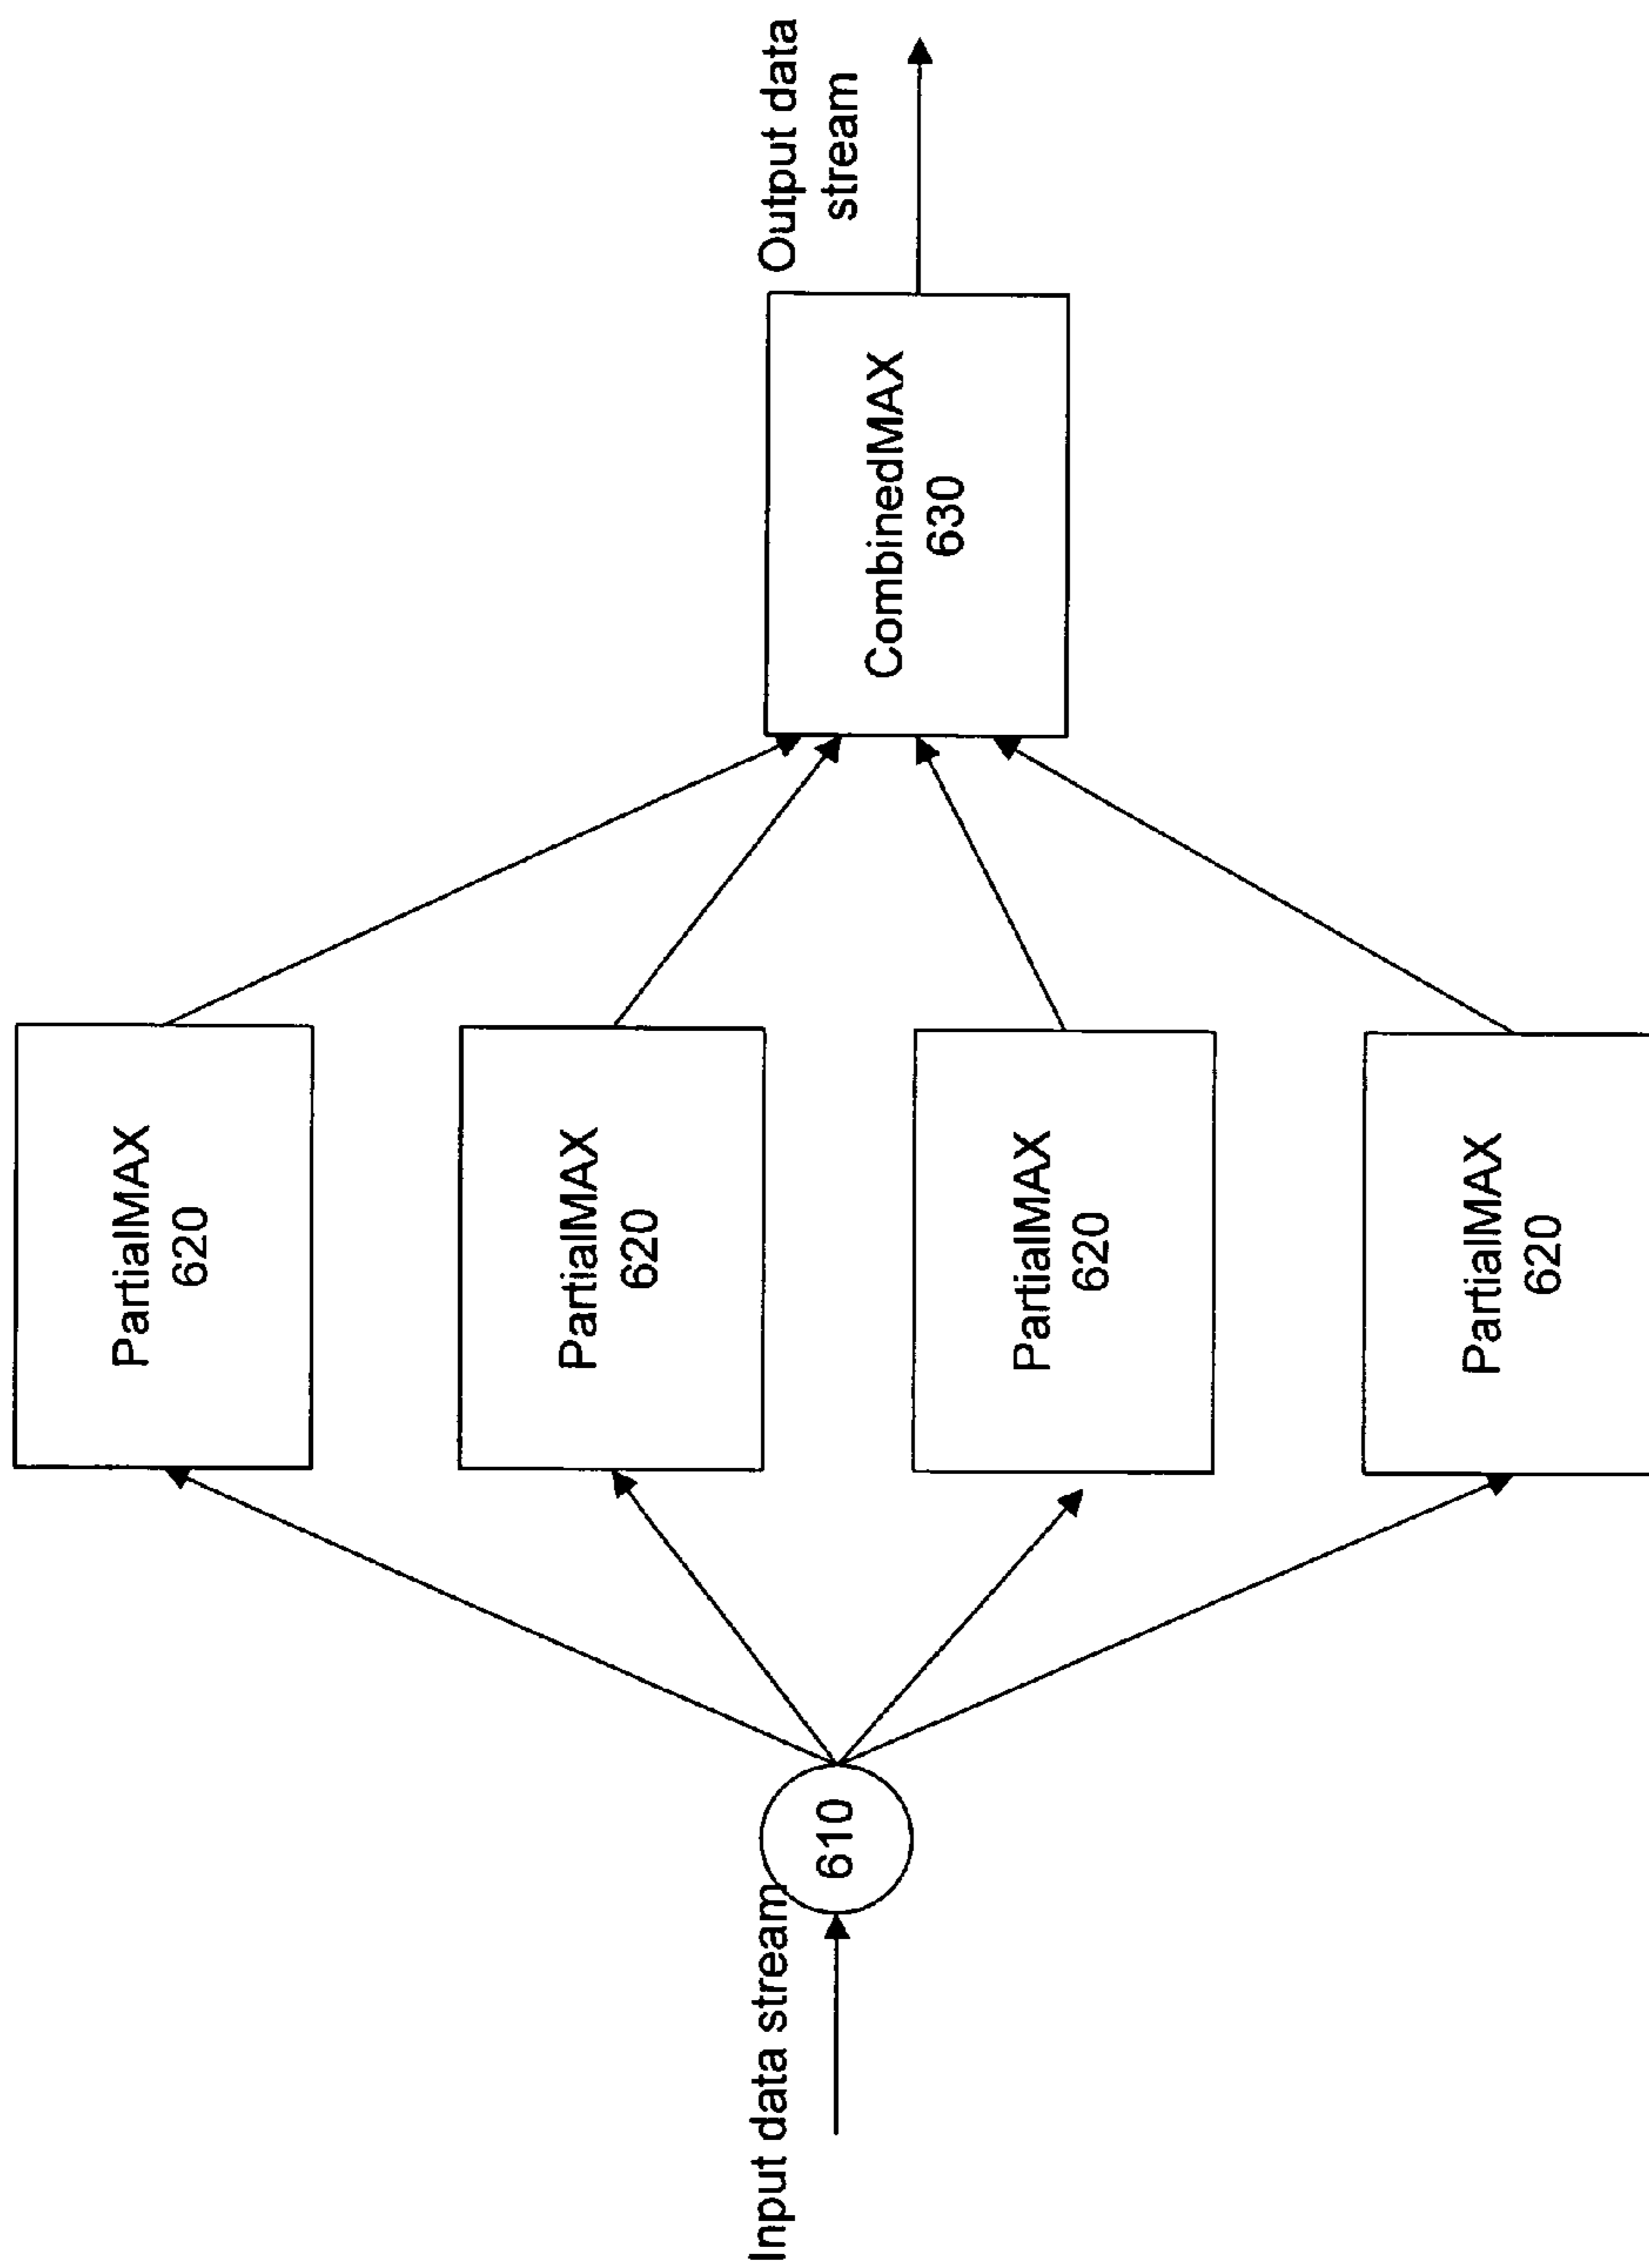 Input data stream
610
PartialMAX
620
PartialMAX
620
PartialMAX
620
PartialMAX
620
CombinedMAX
630
Output data
stream